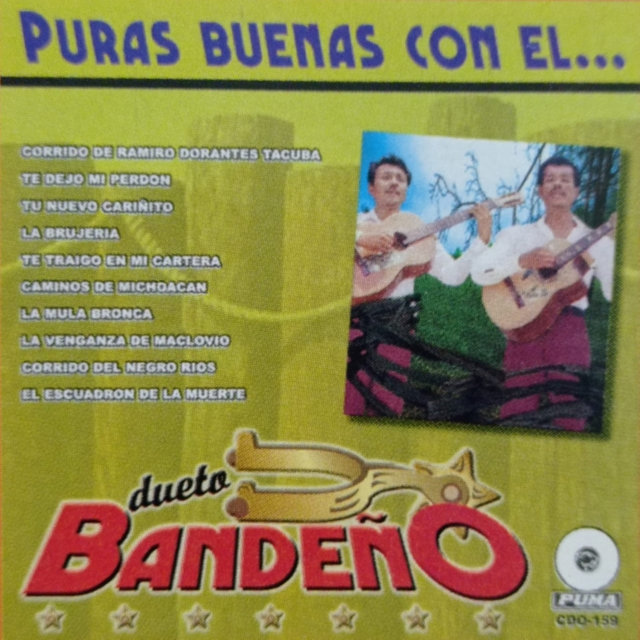 PURAS BUENAS CON EL...
CORRIDO DE RAMIRO DORANTES TACUBA
TE DEJO MI PERDON
TU NUEVO CARIÑITO
LA BRUJERIA
TE TRAIGO EN MI CARTERA
CAMINOS DE MICHOACAN
LA MULA BRONCA
LA VENGANZA DE MACLOVIO
CORRIDO DEL NEGRO RIOS
EL ESCUADRON DE LA MUERTE
dueto
BANDEÑO
PUMA
CDO-159